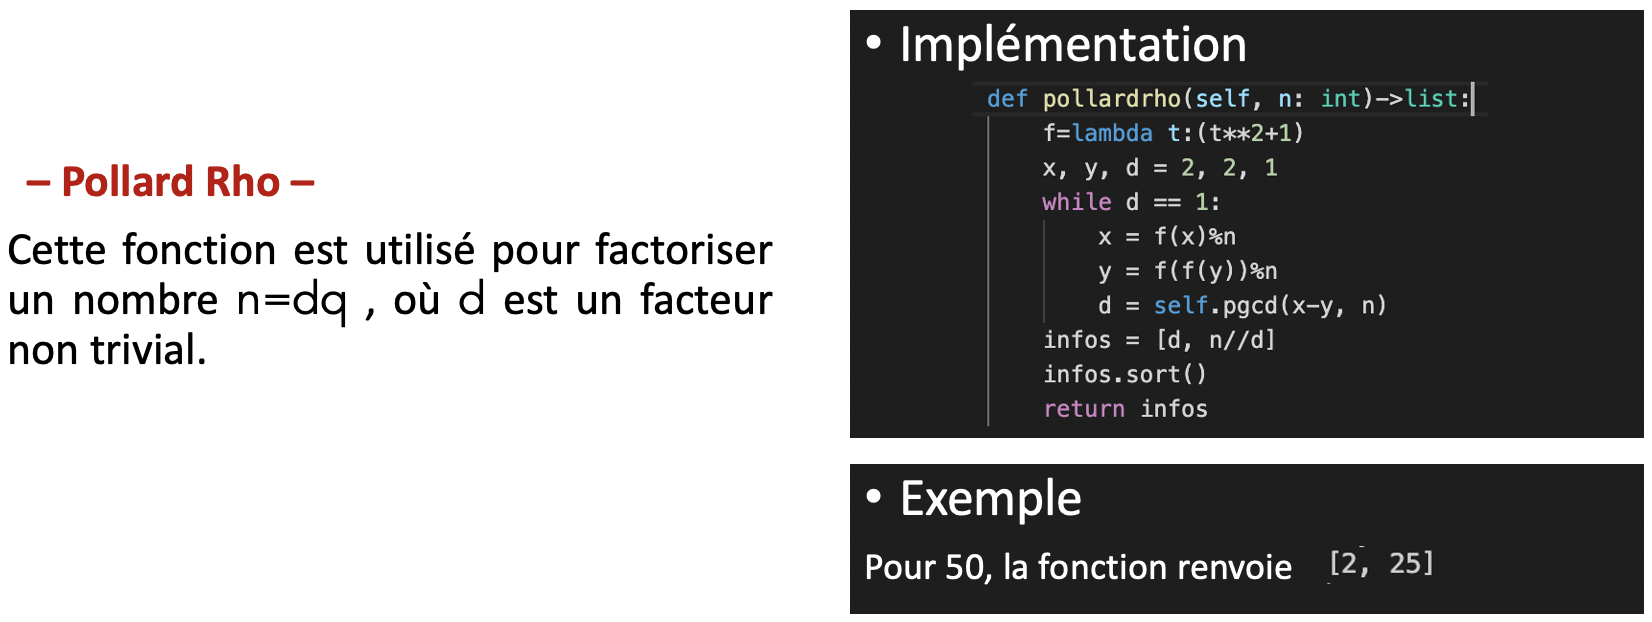 – Pollard Rho –
Cette fonction est utilisé pour factoriser
un nombre n=dq , où d est un facteur
non trivial.
• Implémentation
def pollardrho(self, n: int)->list:
    f=lambda t:(t**2+1)
    x, y, d = 2, 2, 1
    while d == 1:
        x = f(x)%n
        y = f(f(y))%n
        d = self.pgcd(x-y, n)
    infos = [d, n//d]
    infos.sort()
    return infos
• Exemple
Pour 50, la fonction renvoie [2, 25]